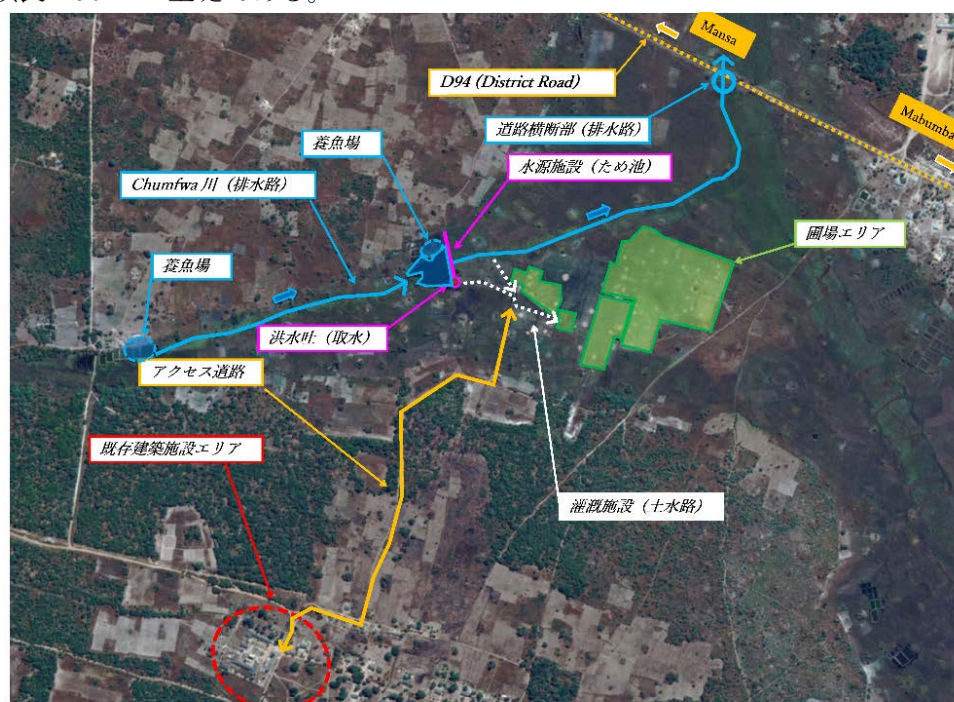 Mansa
D94 (District Road)
Mabumba
道路横断部（排水路）
養魚場
水源施設（ため池）
Chumfwa 川（排水路）
圃場エリア
養魚場
洪水吐（取水）
アクセス道路
既存建築施設エリア
灌漑施設（土水路）